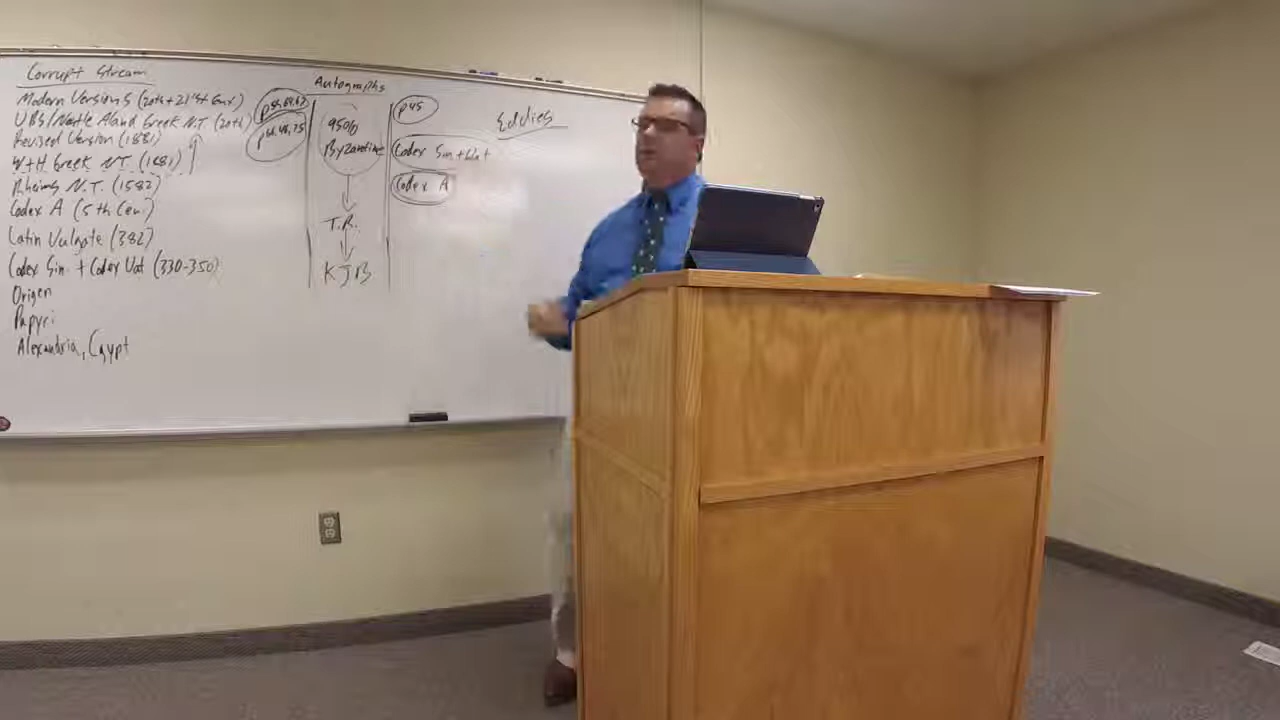 Corrupt Stream
Modern Versions (20th + 21st Cent.)
UBS/Nestle Aland Greek N.T. (20th)
Revised Version (1881)
W+H Greek N.T. (1881)
Rheims N.T. (1582)
Codex A (5th Cent.)
Latin Vulgate (382)
Codex Sin. + Codex Vat (330-350)
Origen
Papyri
Alexandria, Egypt
Autographs
95%
Byzantine
T.R.
KJB
P45
Codex Sin + Vat
Codex A
Eddies